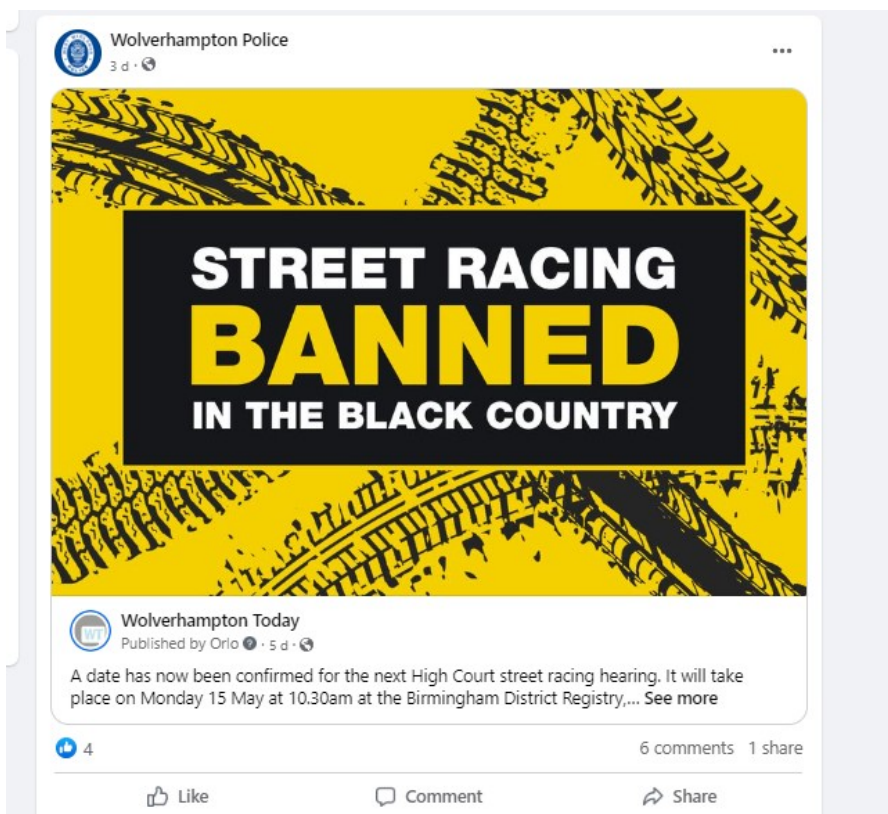 Wolverhampton Police
3 d ·
STREET RACING
BANNED
IN THE BLACK COUNTRY
WT
Wolverhampton Today
Published by Orlo · 5 d ·
A date has now been confirmed for the next High Court street racing hearing. It will take
place on Monday 15 May at 10.30am at the Birmingham District Registry,... See more
4
6 comments 1 share
Like Comment Share